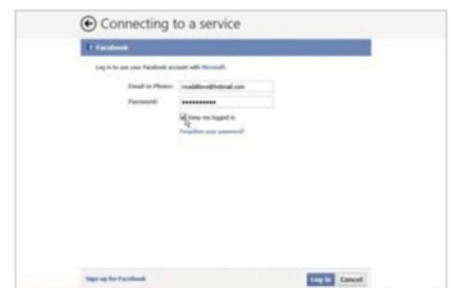 Connecting to a service
Facebook
Log in to use your Facebook account with Microsoft.
Email or Phone:
Password: ••••••••••
Keep me logged in
Forgotten your password?
Sign up for Facebook
Log In Cancel